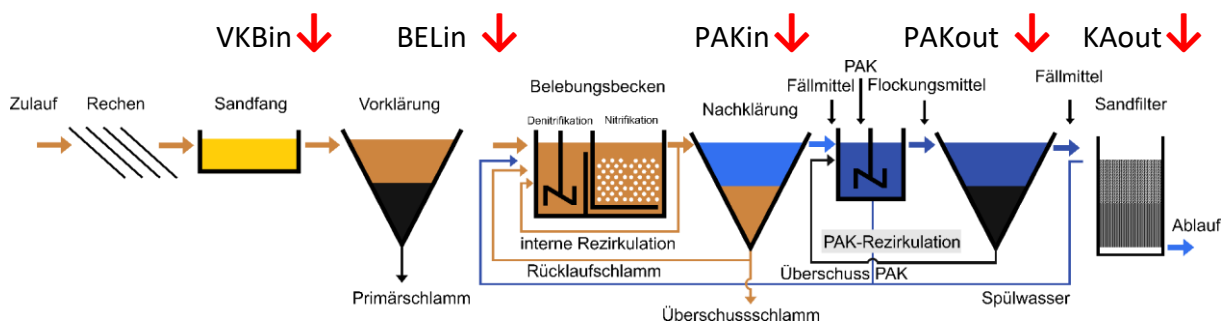 VKBin
BELin
PAKin
PAKout
KAout
PAK
Fällmittel
Flockungsmittel
Fällmittel
Zulauf
Rechen
Sandfang
Vorklärung
Belebungsbecken
Nachklärung
Sandfilter
Denitrifikation
Nitrifikation
interne Rezirkulation
PAK-Rezirkulation
Ablauf
Rücklaufschlamm
Überschuss PAK
Primärschlamm
Überschussschlamm
Spülwasser